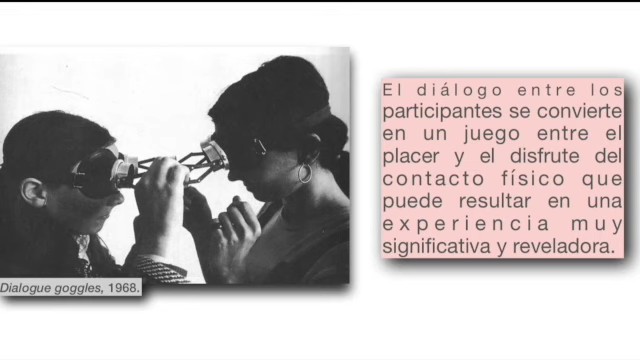 Dialogue goggles, 1968.
El diálogo entre los
participantes se convierte
en un juego entre el
placer y el disfrute del
contacto físico que
puede resultar en una
experiencia muy
significativa y reveladora.